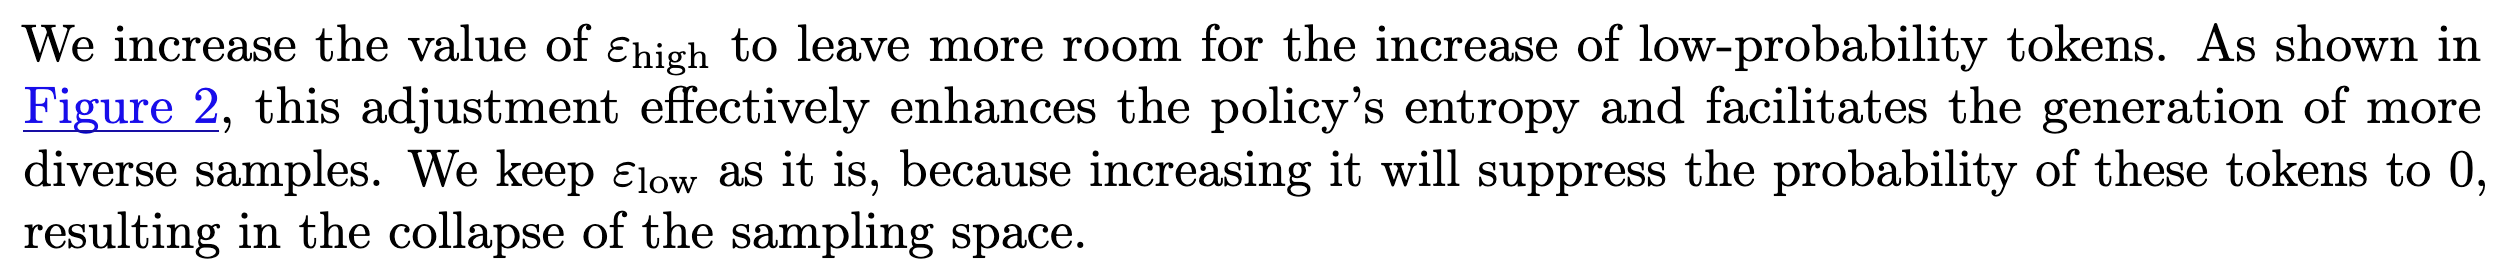 We increase the value of ε_high to leave more room for the increase of low-probability tokens. As shown in
Figure 2, this adjustment effectively enhances the policy's entropy and facilitates the generation of more
diverse samples. We keep ε_low as it is, because increasing it will suppress the probability of these tokens to 0,
resulting in the collapse of the sampling space.